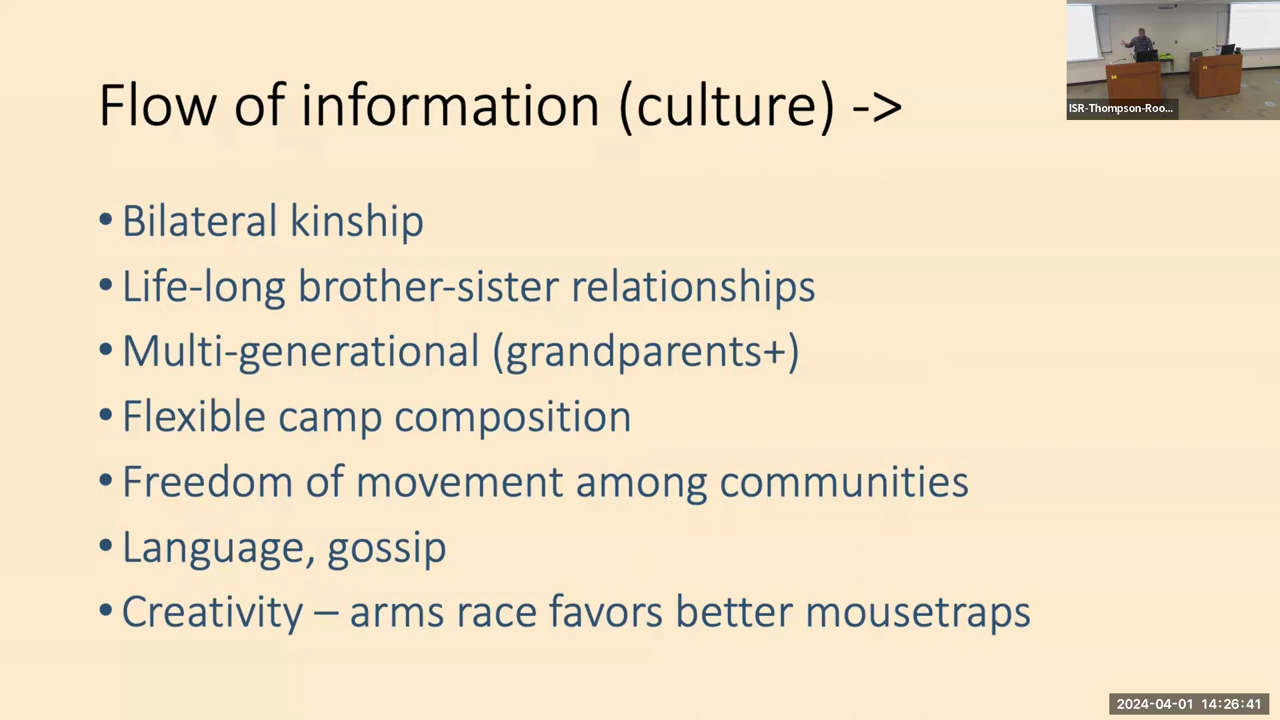 Flow of information (culture) ->
ISR-Thompson-Roo...
• Bilateral kinship
• Life-long brother-sister relationships
• Multi-generational (grandparents+)
• Flexible camp composition
• Freedom of movement among communities
• Language, gossip
• Creativity – arms race favors better mousetraps
2024-04-01 14:26:41